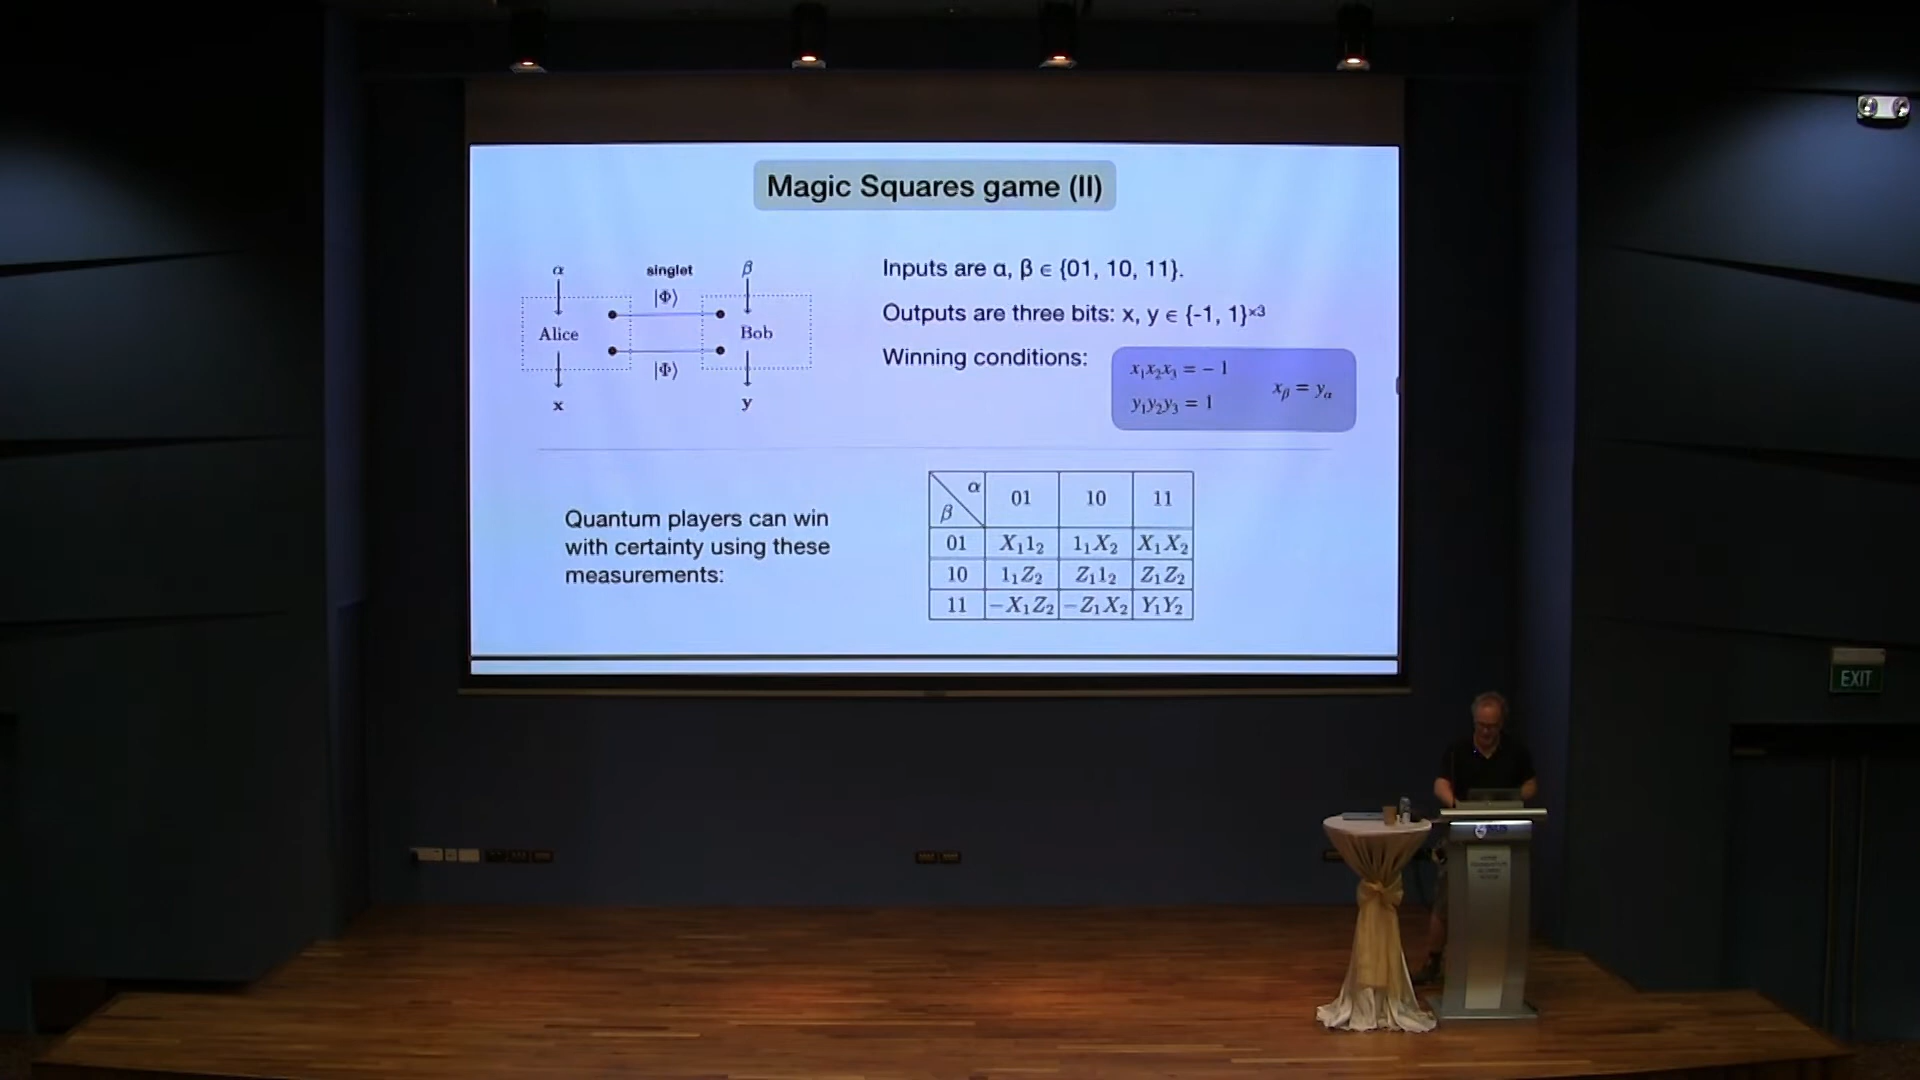 Magic Squares game (II)
α
singlet
β
|Φ⟩
Alice
Bob
|Φ⟩
x
y
Inputs are α, β ∈ {01, 10, 11}.
Outputs are three bits: x, y ∈ {-1, 1}×3
Winning conditions:
x₁x₂x₃ = − 1
y₁y₂y₃ = 1
xᵦ = yₐ
Quantum players can win
with certainty using these
measurements:
α β 01 10 11
01 X₁1₂ 1₁X₂ X₁X₂
10 1₁Z₂ Z₁1₂ Z₁Z₂
11 −X₁Z₂ −Z₁X₂ Y₁Y₂
EXIT